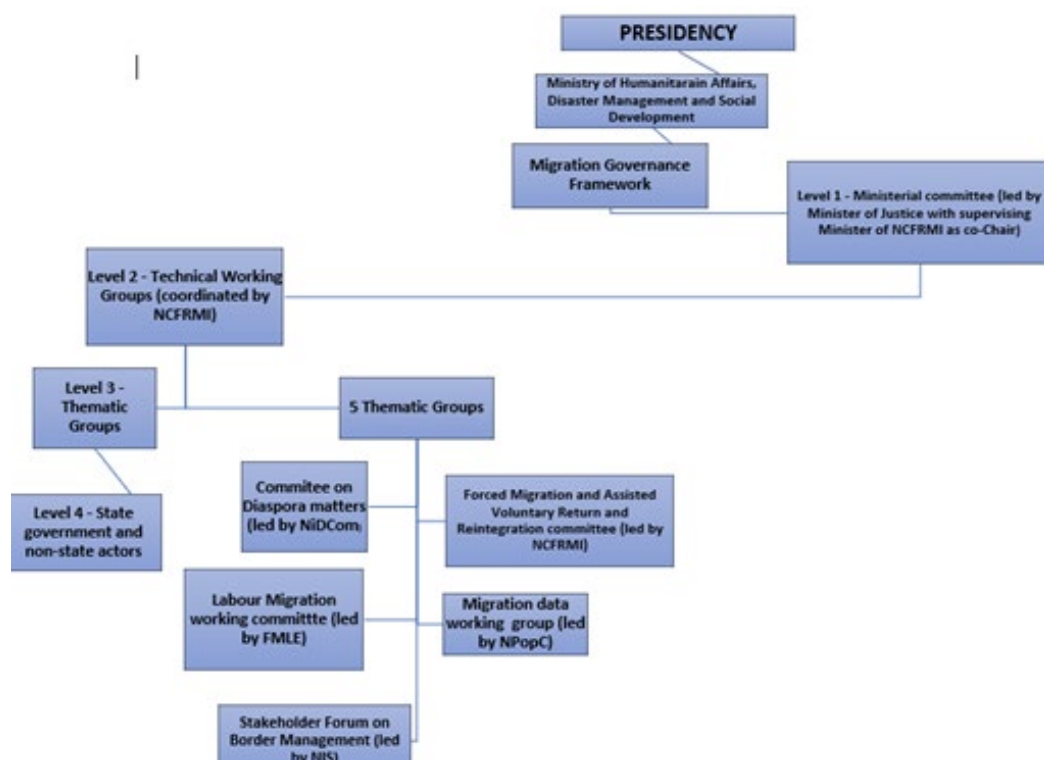 PRESIDENCY
Ministry of Humanitarain Affairs,
Disaster Management and Social
Development
Migration Governance
Framework
Level 1 - Ministerial committee (led by
Minister of Justice with supervising
Minister of NCFRMI as co-Chair)
Level 2 - Technical Working
Groups (coordinated by
NCFRMI)
Level 3 -
Thematic
Groups
5 Thematic Groups
Level 4 - State
government and
non-state actors
Commitee on
Diaspora matters
(led by NiDCom)
Forced Migration and Assisted
Voluntary Return and
Reintegration committee (led by
NCFRMI)
Labour Migration
working committte (led
by FMLE)
Migration data
working group (led
by NPopC)
Stakeholder Forum on
Border Management (led
by NIS)